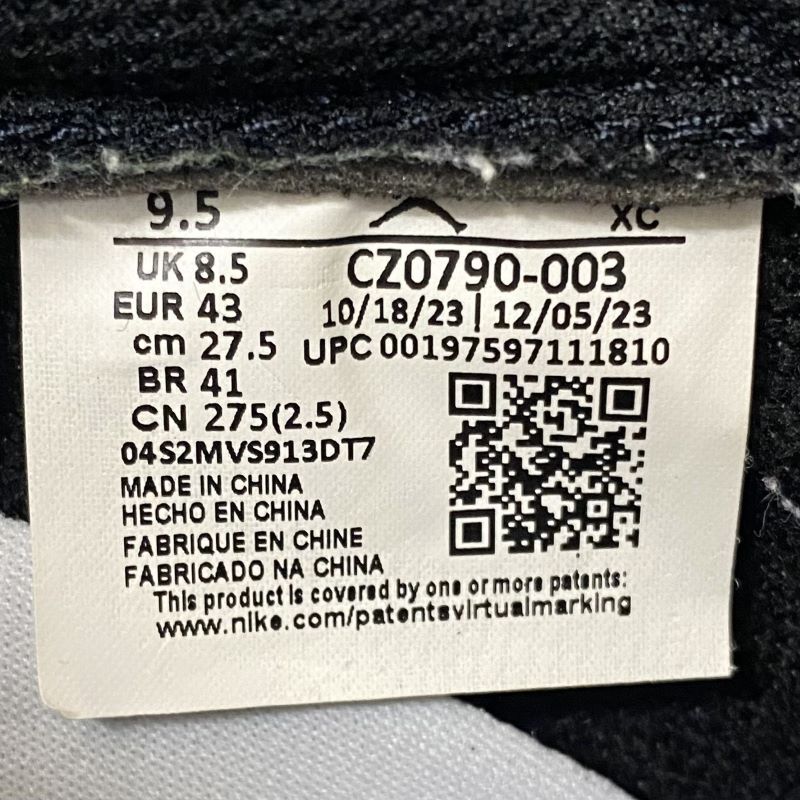 9.5 XC
UK 8.5 CZ0790-003
EUR 43 10/18/23 | 12/05/23
cm 27.5 UPC 00197597111810
BR 41
CN 275(2.5)
04S2MVS913DT7
MADE IN CHINA
HECHO EN CHINA
FABRIQUE EN CHINE
FABRICADO NA CHINA
This product is covered by one or more patents:
www.nike.com/patentsvirtualmarking